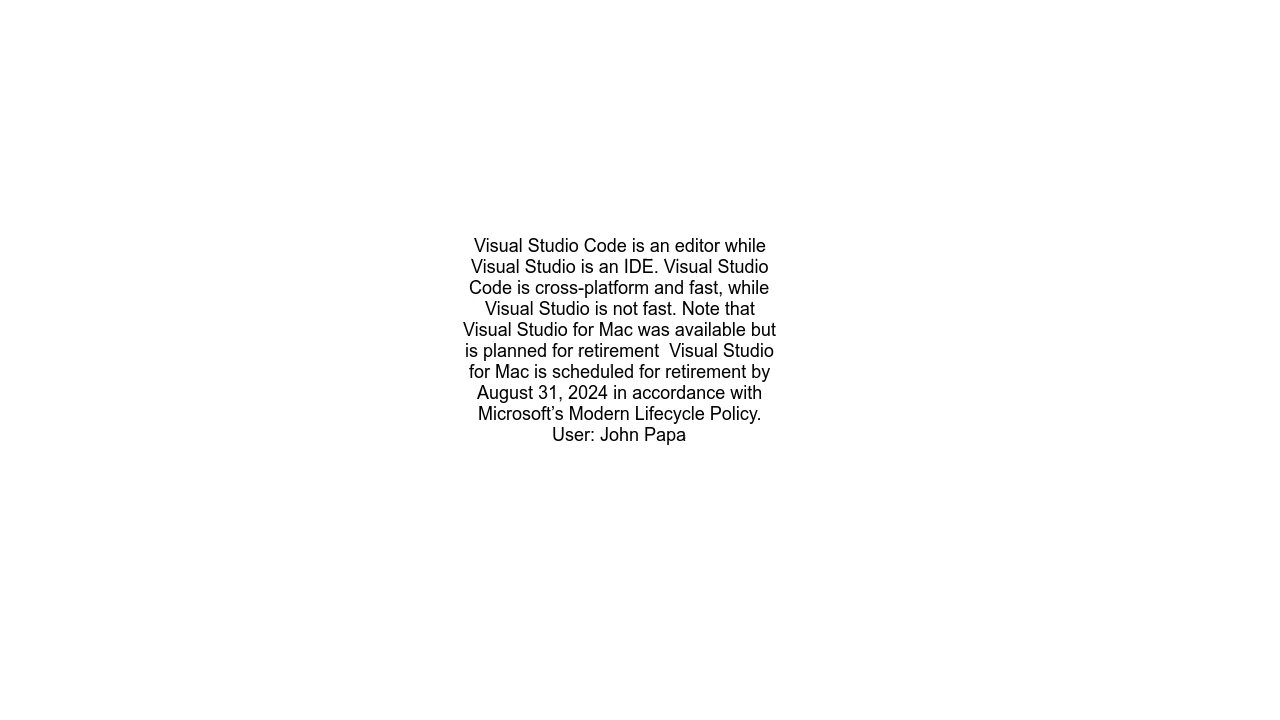 Visual Studio Code is an editor while
Visual Studio is an IDE. Visual Studio
Code is cross-platform and fast, while
Visual Studio is not fast. Note that
Visual Studio for Mac was available but
is planned for retirement  Visual Studio
for Mac is scheduled for retirement by
August 31, 2024 in accordance with
Microsoft’s Modern Lifecycle Policy.
User: John Papa